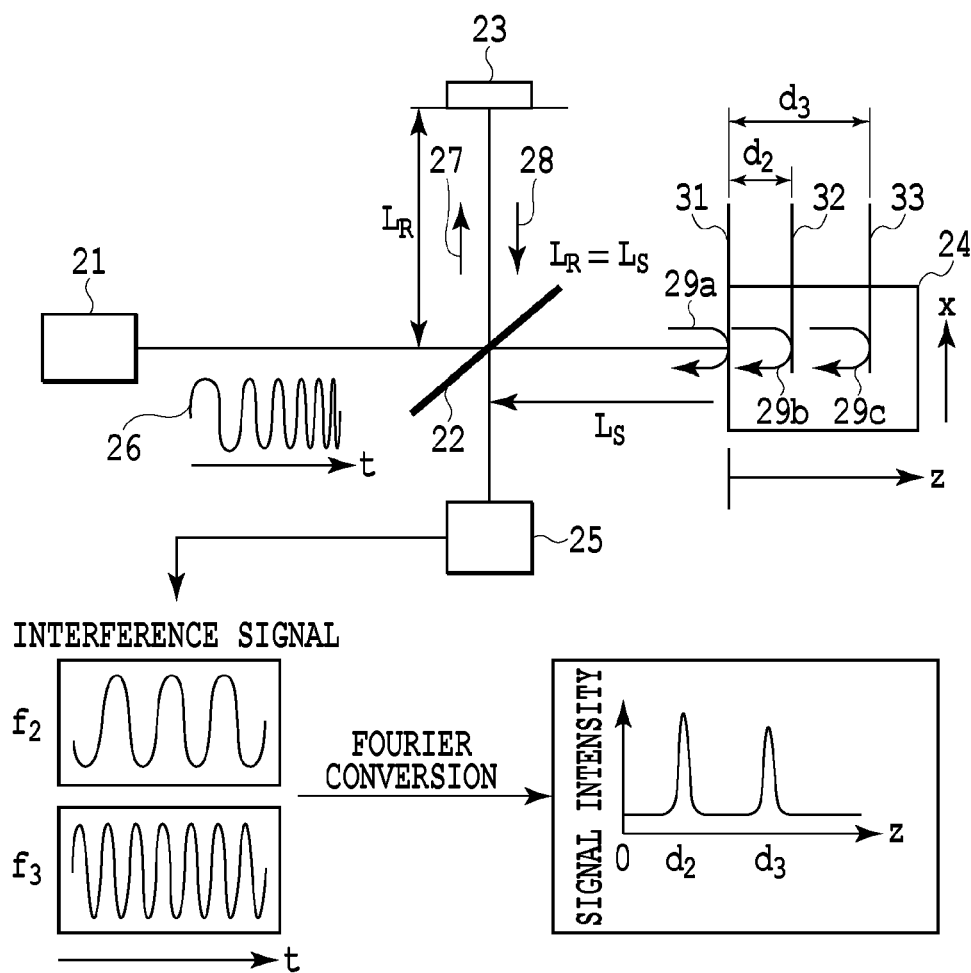 23
d3
d2
27
28
31
32
33
LR
24
21
LR = LS
29a
x
26
22
LS
29b
29c
t
z
25
INTERFERENCE SIGNAL
f2
FOURIER
CONVERSION
SIGNAL INTENSITY
z
0
d2
d3
f3
t